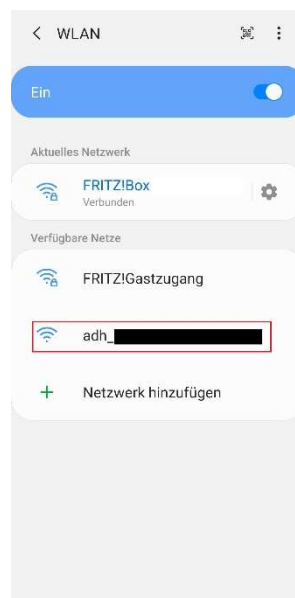 WLAN
Ein
Aktuelles Netzwerk
FRITZ!Box
Verbunden
Verfügbare Netze
FRITZ!Gastzugang
adh_
Netzwerk hinzufügen